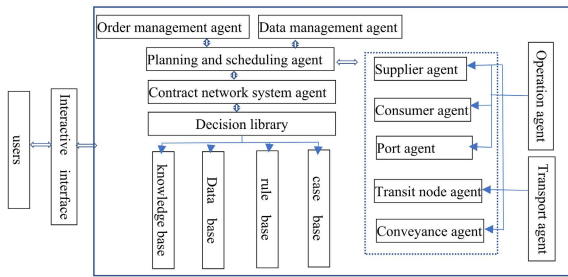 Order management agent
Data management agent
Planning and scheduling agent
Contract network system agent
Decision library
users
Interactive interface
knowledge base
Data base
rule base
case base
Supplier agent
Consumer agent
Port agent
Transit node agent
Conveyance agent
Operation agent
Transport agent